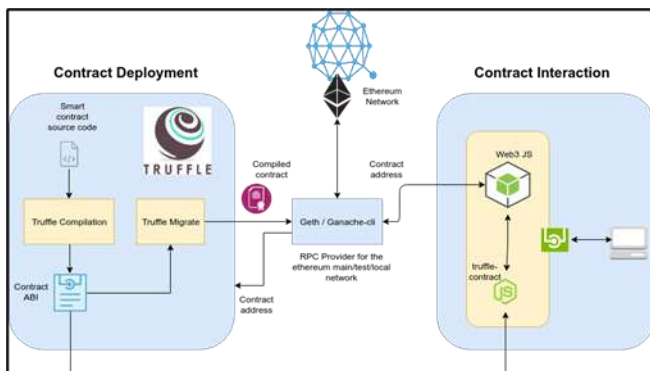 Contract Deployment
Contract Interaction
Ethereum
Network
Smart
contract
source code
TRUFFLE
Compiled
contract
Contract
address
Web3 JS
Truffle Compilation
Truffle Migrate
Geth / Ganache-cli
RPC Provider for the
ethereum main/test/local
network
truffle-
contract
JS
Contract
ABI
Contract
address